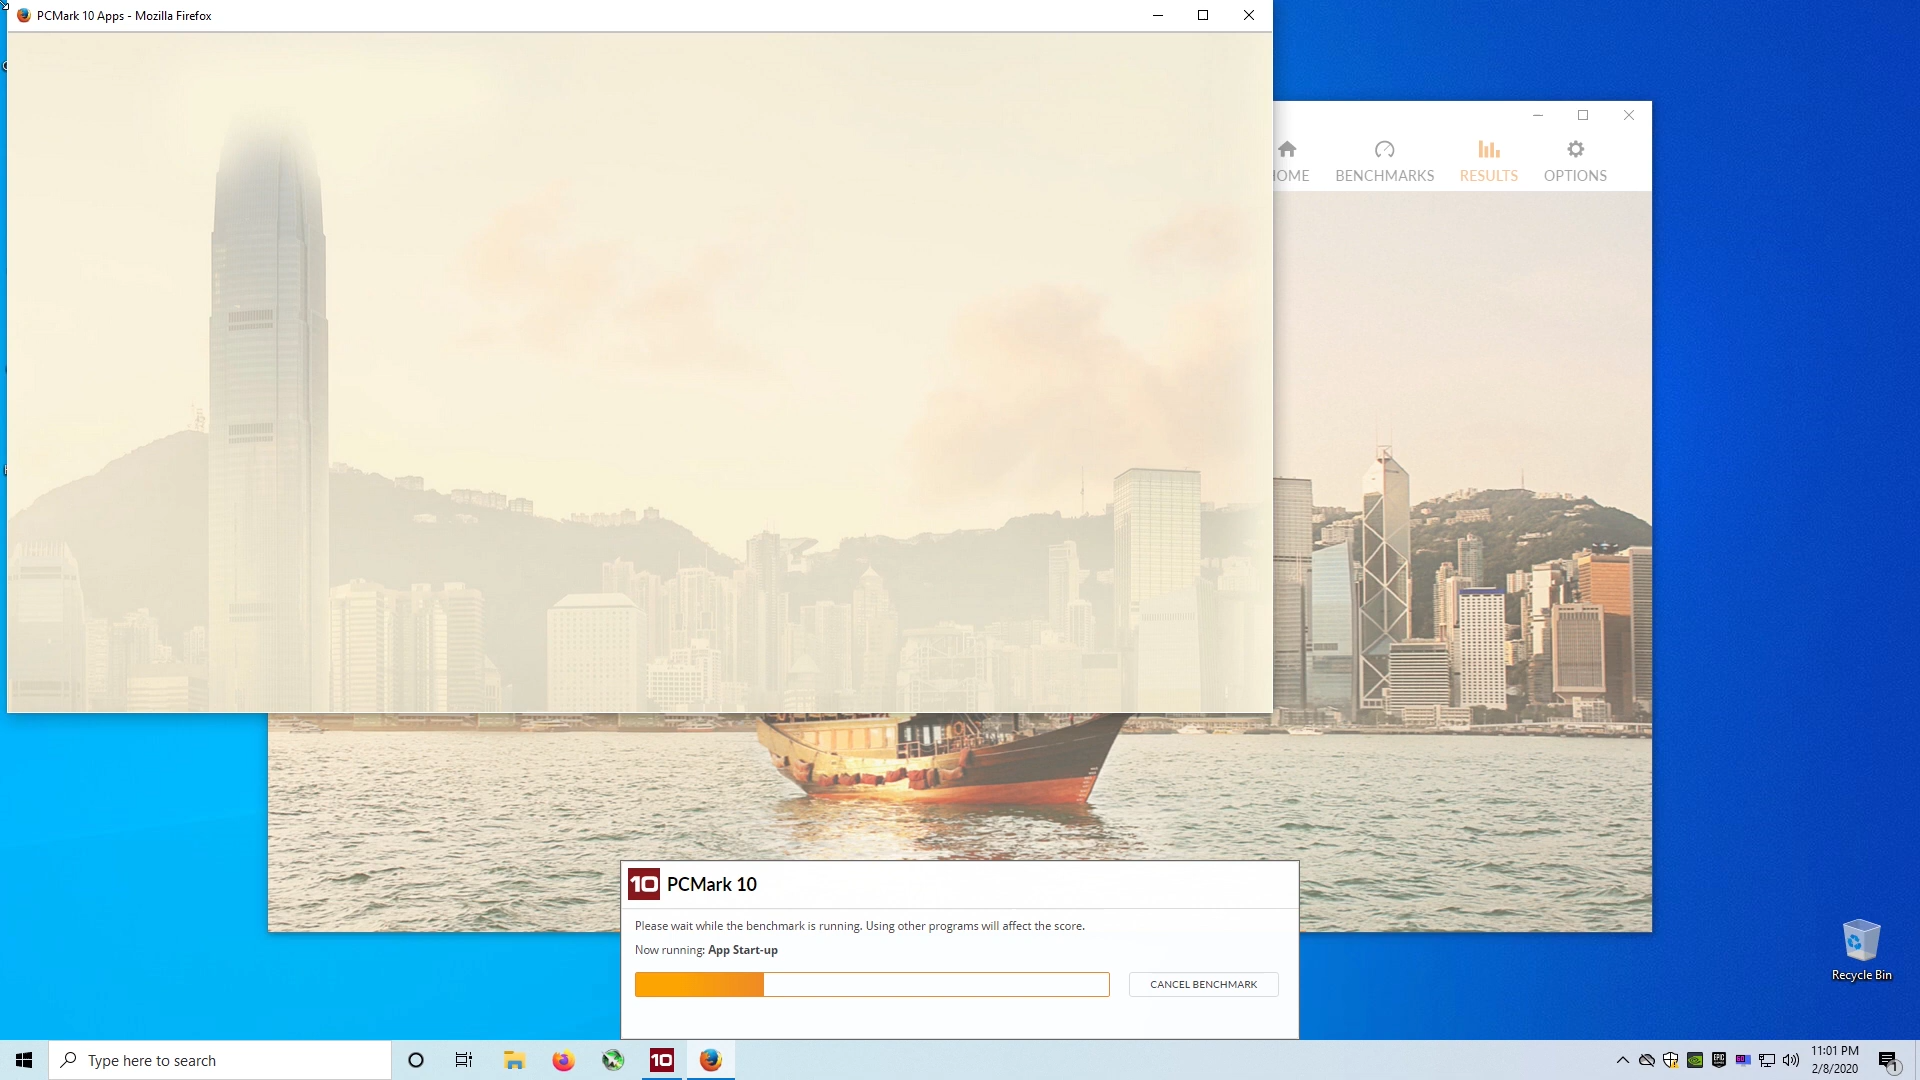 PCMark 10 Apps - Mozilla Firefox
BENCHMARKS
RESULTS
OPTIONS
10 PCMark 10
Please wait while the benchmark is running. Using other programs will affect the score.
Now running: App Start-up
CANCEL BENCHMARK
Recycle Bin
Type here to search
10
EPIC
11:01 PM
2/8/2020
1